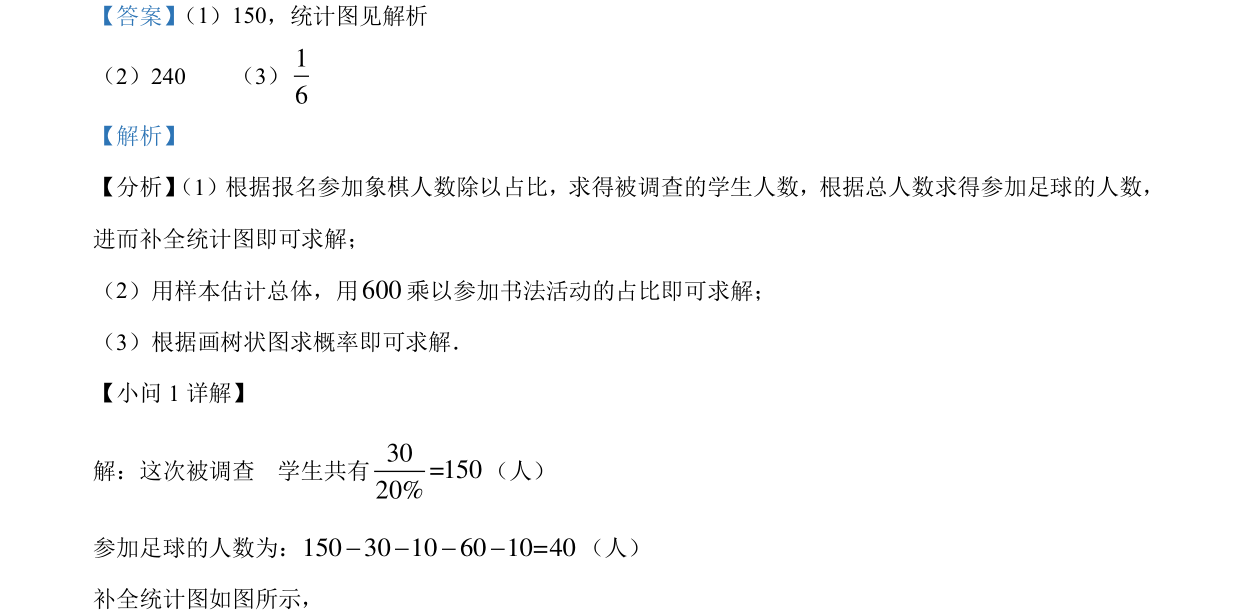 【答案】（1）150，统计图见解析
（2）240 （3）1/6
【解析】
【分析】（1）根据报名参加象棋人数除以占比，求得被调查的学生人数，根据总人数求得参加足球的人数，
进而补全统计图即可求解；
（2）用样本估计总体，用600乘以参加书法活动的占比即可求解；
（3）根据画树状图求概率即可求解．
【小问 1 详解】
解：这次被调查 学生共有30/20%=150（人）
参加足球的人数为：150−30−10−60−10=40（人）
补全统计图如图所示，